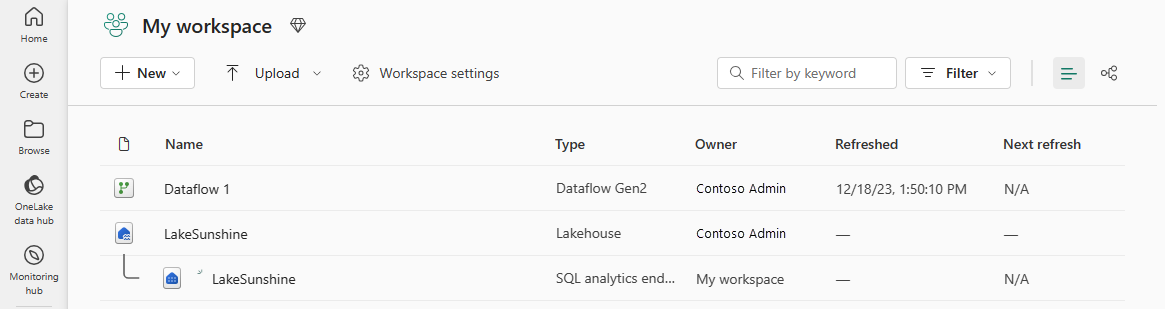 Home
Create
Browse
OneLake
data hub
Monitoring
hub
My workspace
New
Upload
Workspace settings
Filter by keyword
Filter
Name Type Owner Refreshed Next refresh
Dataflow 1 Dataflow Gen2 Contoso Admin 12/18/23, 1:50:10 PM N/A
LakeSunshine Lakehouse Contoso Admin — —
LakeSunshine SQL analytics end... My workspace — N/A